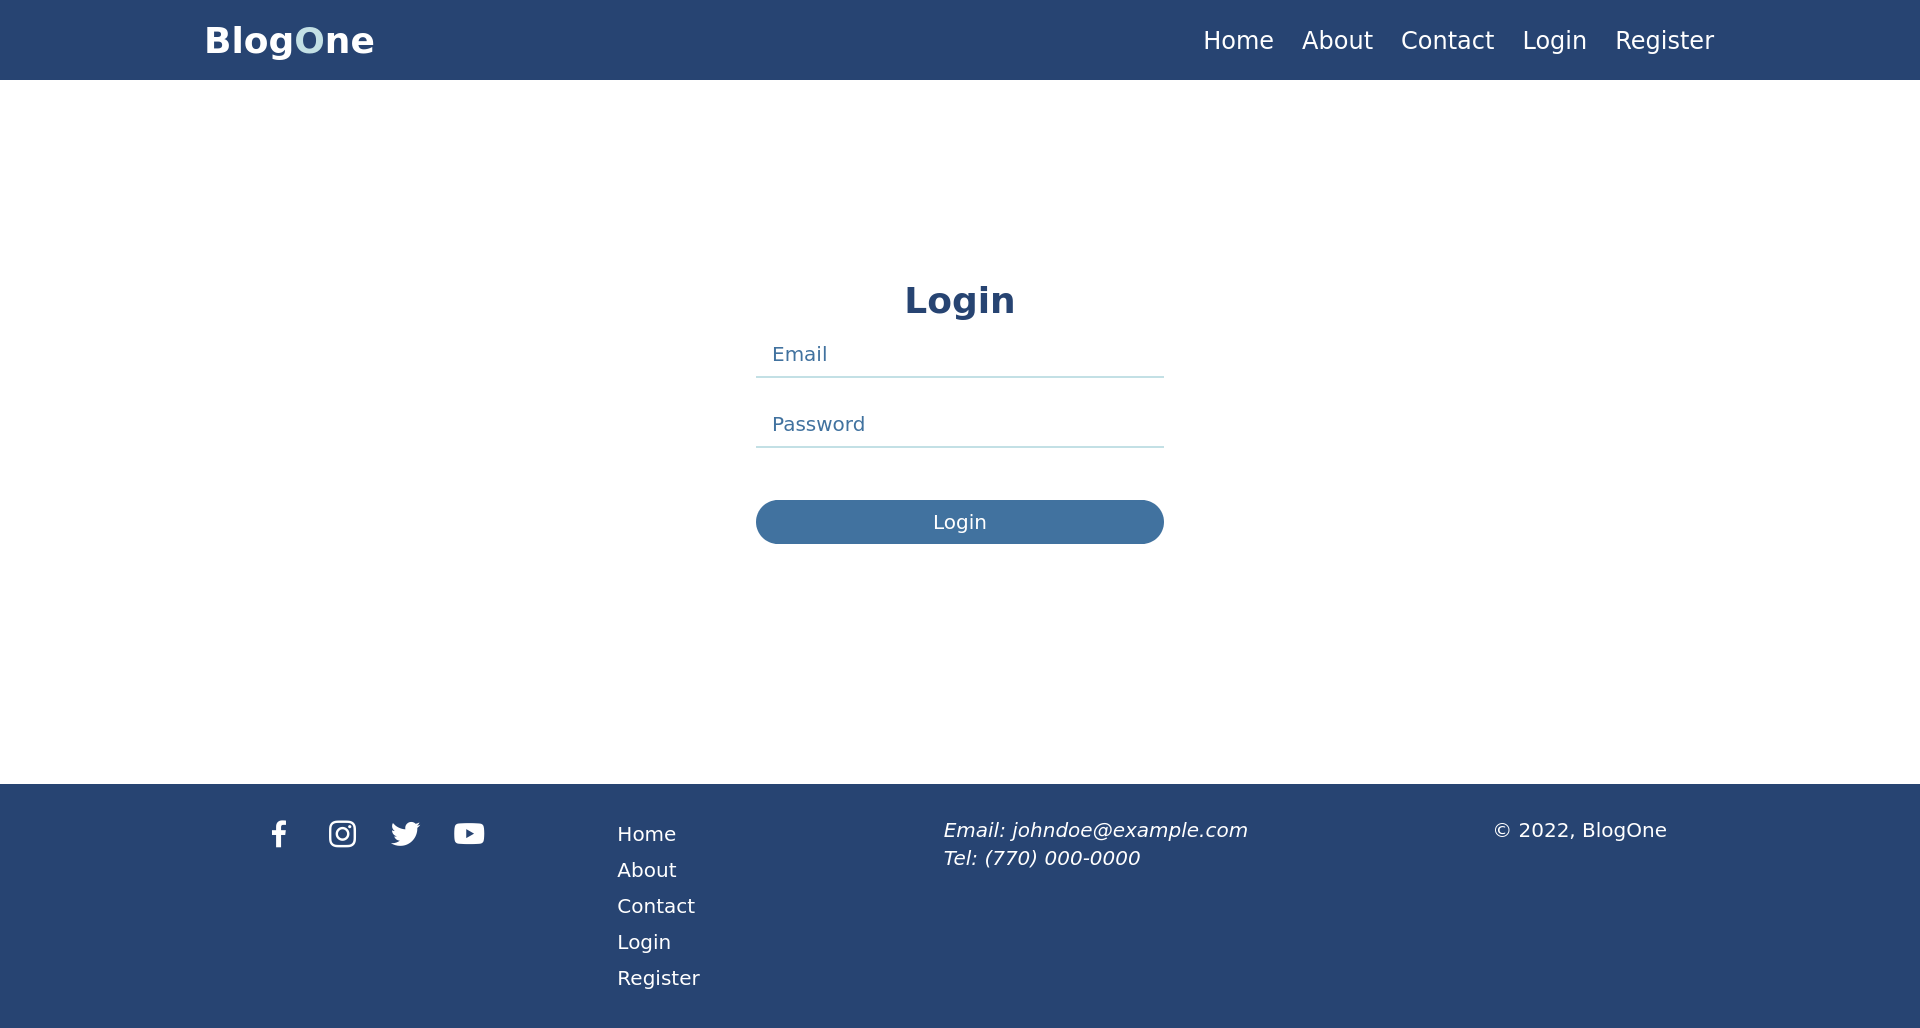 BlogOne
Home About Contact Login Register
Login
Email
Password
Login
Home
About
Contact
Login
Register
Email: johndoe@example.com
Tel: (770) 000-0000
© 2022, BlogOne